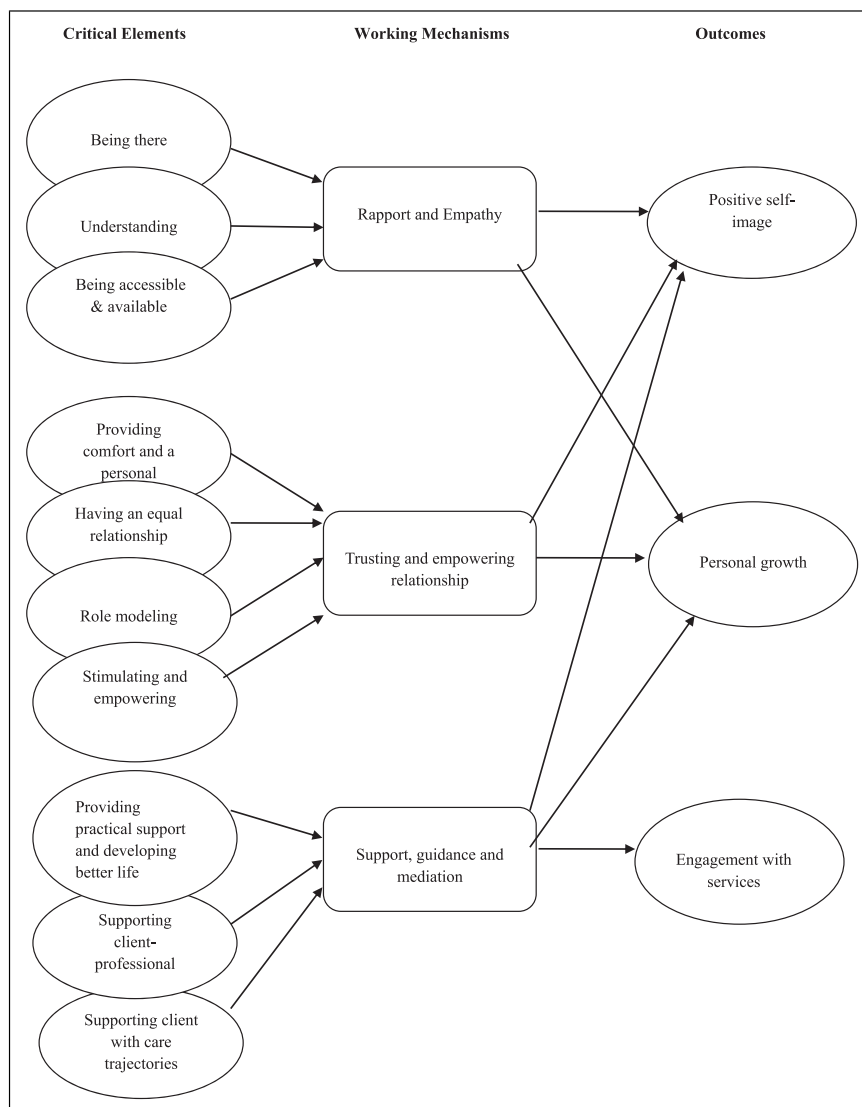 Critical Elements
Working Mechanisms
Outcomes
Being there
Understanding
Being accessible
& available
Rapport and Empathy
Positive self-
image
Providing
comfort and a
personal
Having an equal
relationship
Role modeling
Stimulating and
empowering
Trusting and empowering
relationship
Personal growth
Providing
practical support
and developing
better life
Supporting
client-
professional
Supporting client
with care
trajectories
Support, guidance and
mediation
Engagement with
services